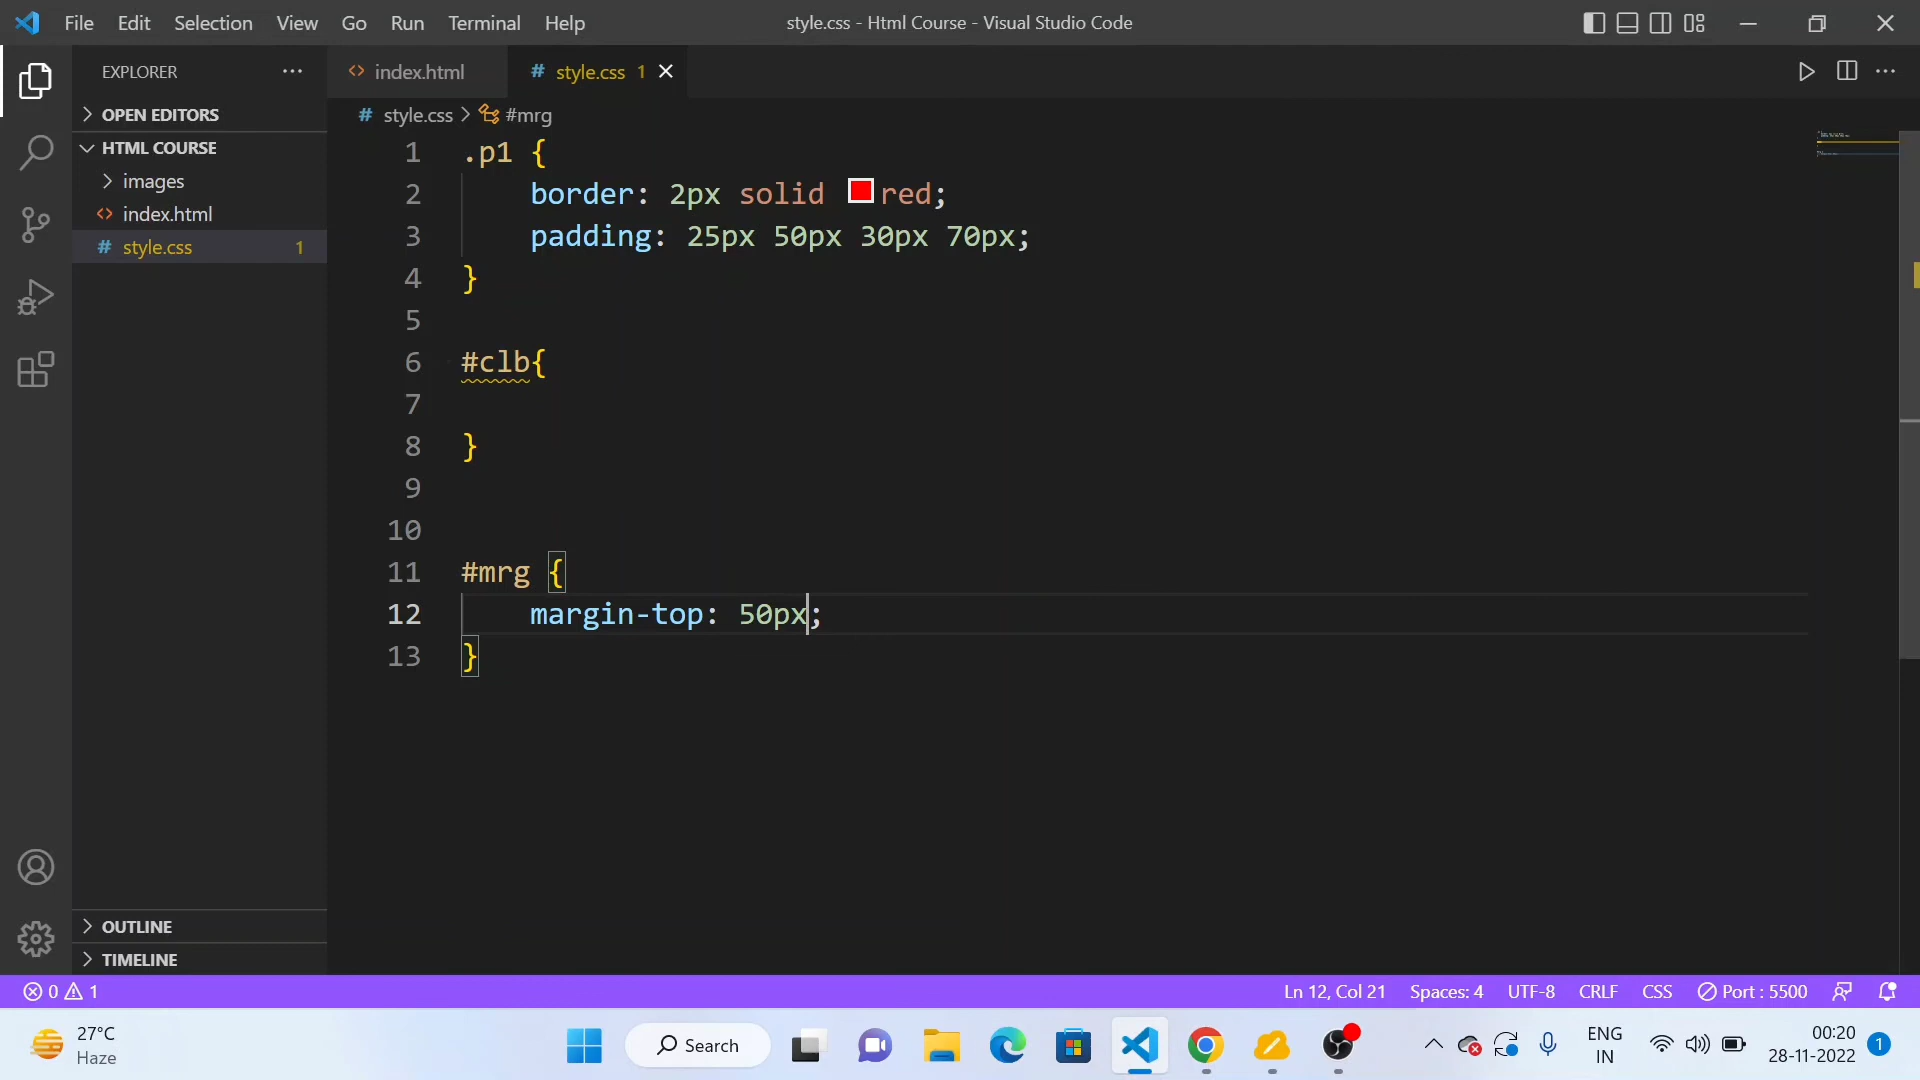 File Edit Selection View Go Run Terminal Help style.css - Html Course - Visual Studio Code
EXPLORER
OPEN EDITORS
HTML COURSE
images
index.html
style.css 1
OUTLINE
TIMELINE
index.html
style.css 1
style.css > #mrg
1 .p1 {
2 border: 2px solid red;
3 padding: 25px 50px 30px 70px;
4 }
5
6 #clb{
7
8 }
9
10
11 #mrg {
12 margin-top: 50px;
13 }
0 1 Ln 12, Col 21 Spaces: 4 UTF-8 CRLF CSS Port : 5500
27°C
Haze
Search
ENG
IN
00:20
28-11-2022
1